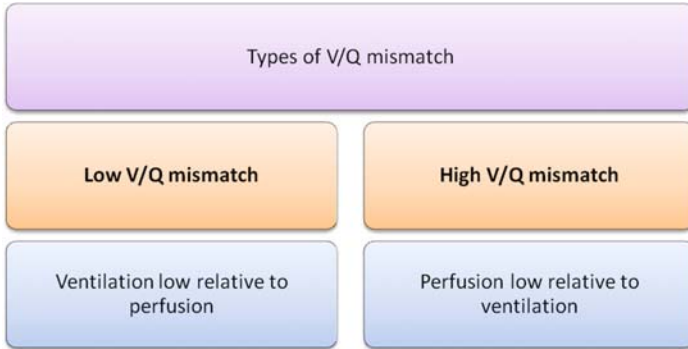 Types of V/Q mismatch
Low V/Q mismatch
High V/Q mismatch
Ventilation low relative to
perfusion
Perfusion low relative to
ventilation